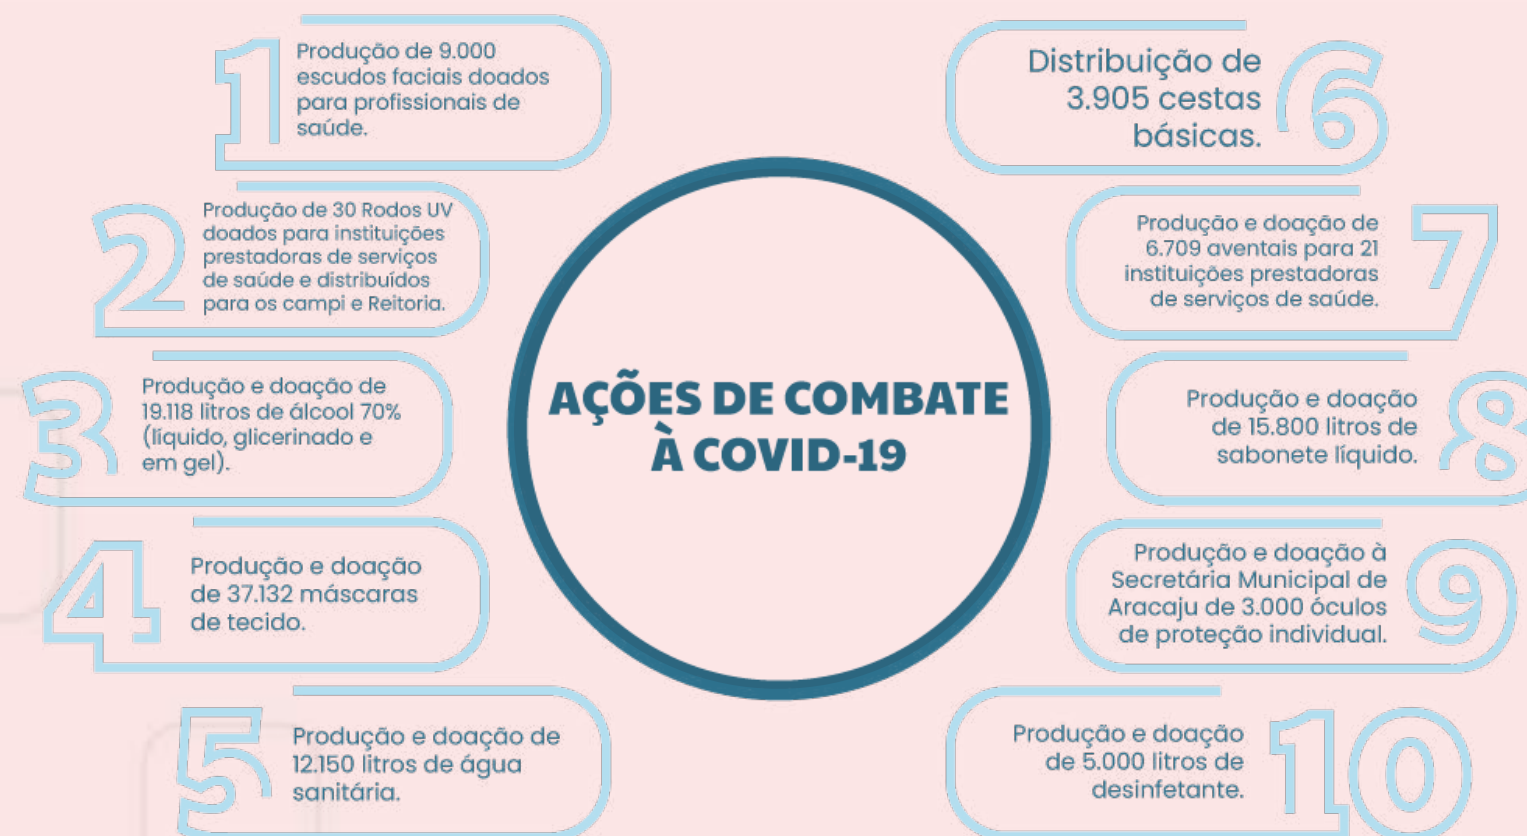 1
Produção de 9.000
escudos faciais doados
para profissionais de
saúde.
2
Produção de 30 Rodos UV
doados para instituições
prestadoras de serviços
de saúde e distribuídos
para os campi e Reitoria.
3
Produção e doação de
19.118 litros de álcool 70%
(líquido, glicerinado e
em gel).
4
Produção e doação
de 37.132 máscaras
de tecido.
5
Produção e doação de
12.150 litros de água
sanitária.
AÇÕES DE COMBATE
À COVID-19
6
Distribuição de
3.905 cestas
básicas.
7
Produção e doação de
6.709 aventais para 21
instituições prestadoras
de serviços de saúde.
8
Produção e doação
de 15.800 litros de
sabonete líquido.
9
Produção e doação à
Secretária Municipal de
Aracaju de 3.000 óculos
de proteção individual.
10
Produção e doação
de 5.000 litros de
desinfetante.